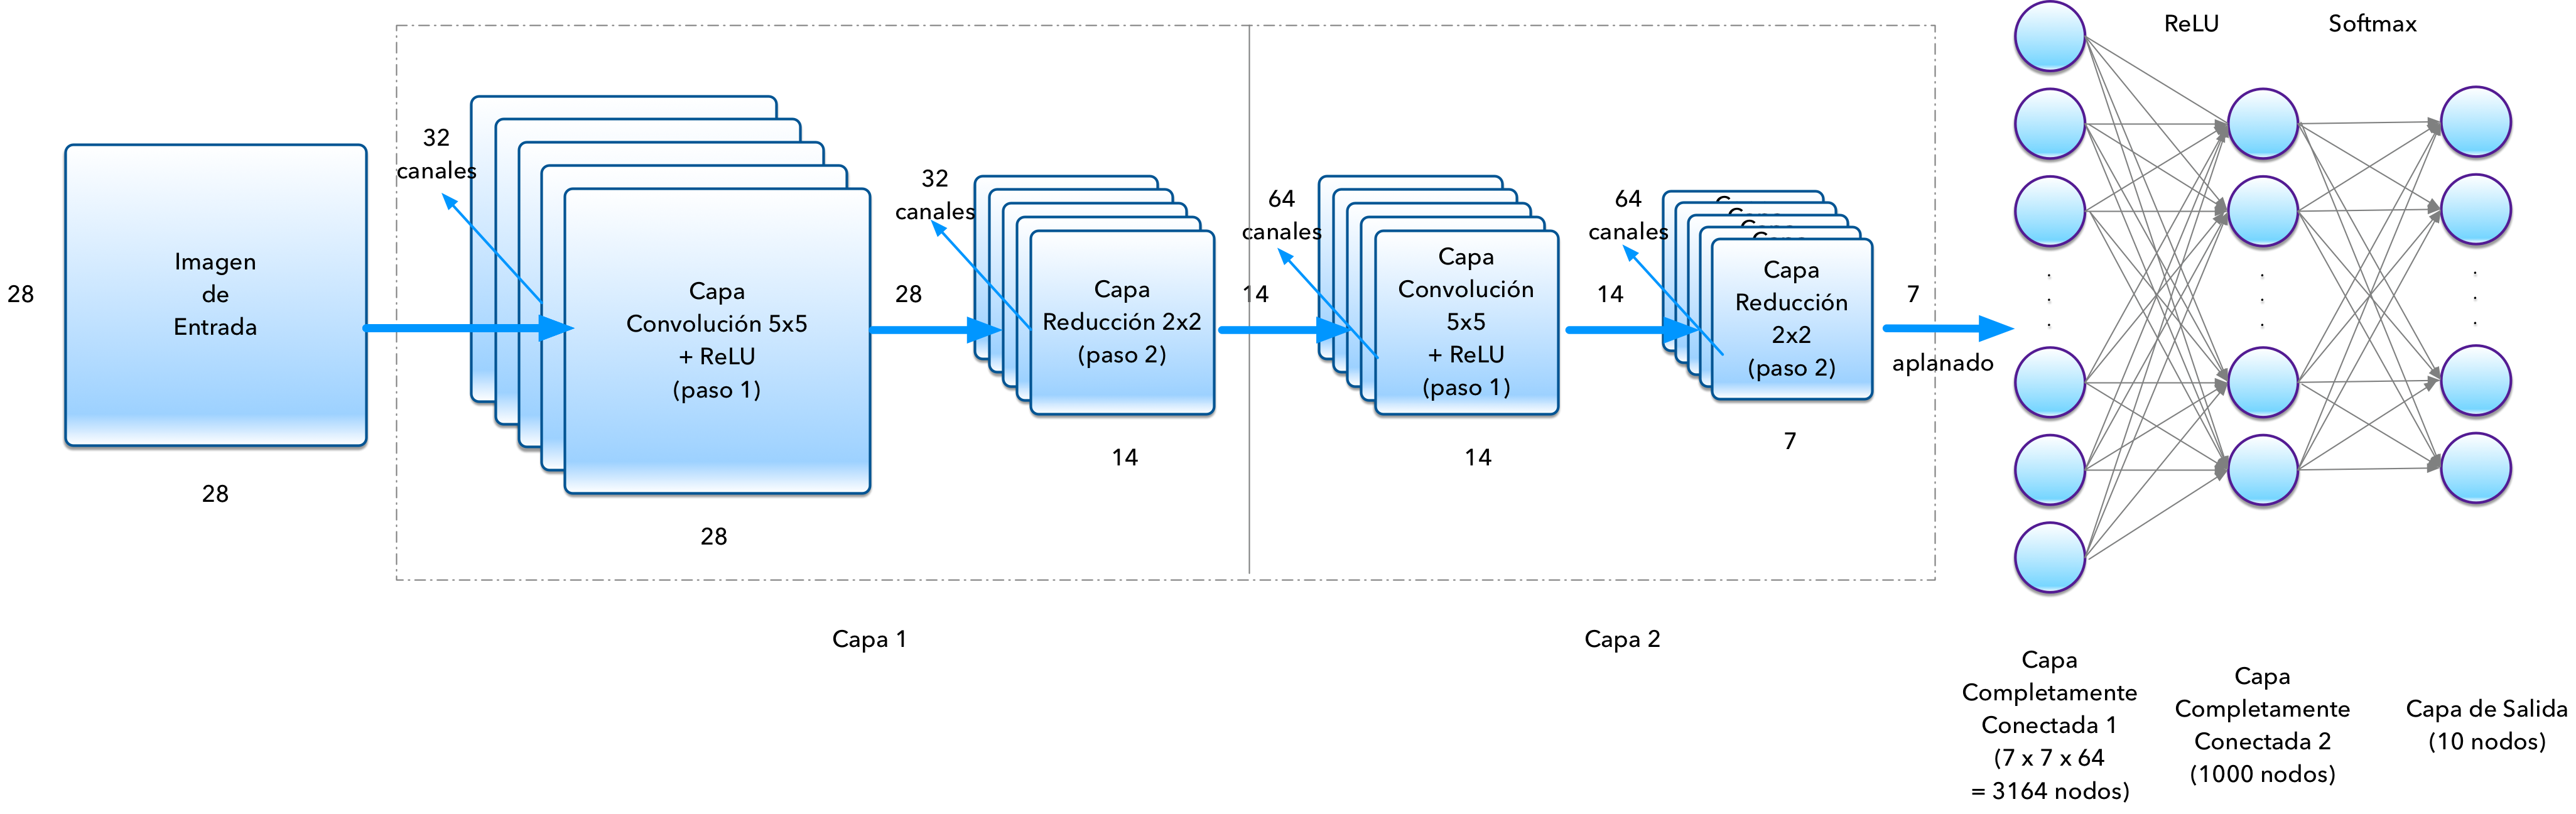 Imagen
de
Entrada
28
28
32
canales
Capa
Convolución 5x5
+ ReLU
(paso 1)
28
28
32
canales
Capa
Reducción 2x2
(paso 2)
14
14
Capa 1
64
canales
Capa
Convolución
5x5
+ ReLU
(paso 1)
14
14
64
canales
Capa
Reducción
2x2
(paso 2)
7
7
aplanado
Capa 2
ReLU
Softmax
Capa
Completamente
Conectada 1
(7 x 7 x 64
= 3164 nodos)
Capa
Completamente
Conectada 2
(1000 nodos)
Capa de Salida
(10 nodos)